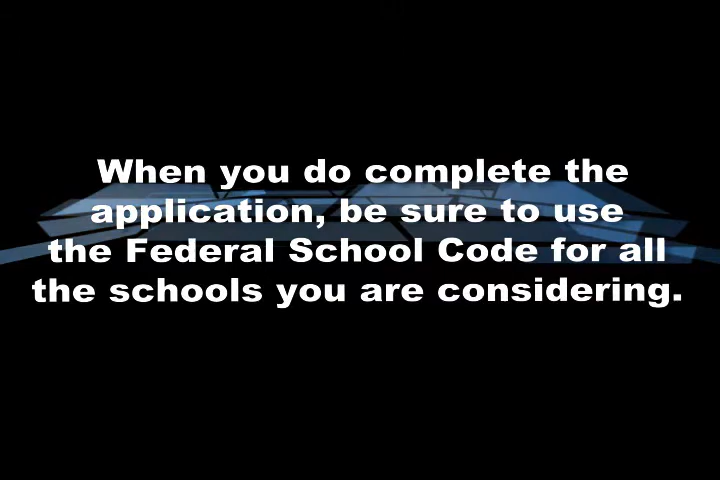 When you do complete the
application, be sure to use
the Federal School Code for all
the schools you are considering.